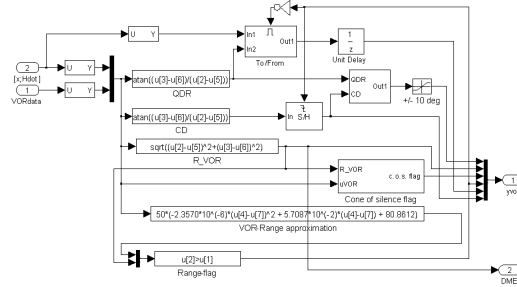 U Y
In1
In2
Out1
To/From
1
z
Unit Delay
2
[x;Hdot ]
U Y
1
VORdata
U Y
atan((u[3]-u[6])/(u[2]-u[5]))
QDR
QDR
CD
Out1
+/- 10 deg
atan((u[3]-u[6])/(u[2]-u[5]))
CD
In S/H
sqrt((u[2]-u[5])^2+(u[3]-u[6])^2)
R_VOR
R_VOR
uVOR
c.o.s. flag
Cone of silence flag
1
yvor
50*(-2.3570*10^(-6)*(u[4]-u[7])^2 + 5.7087*10^(-2)*(u[4]-u[7]) + 80.8612)
VOR-Range approximation
u[2]>u[1]
Range-flag
2
DME